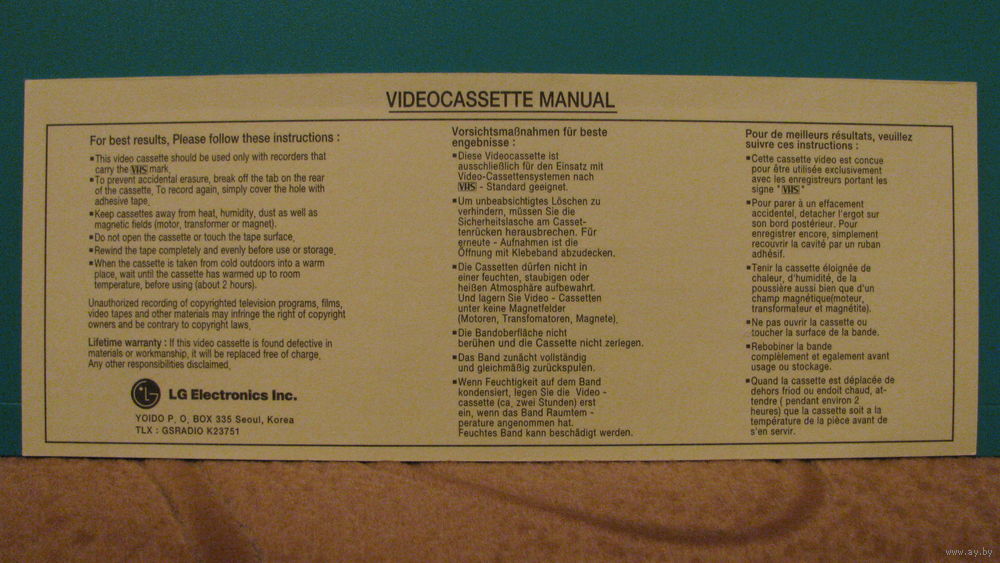 VIDEOCASSETTE MANUAL
For best results, Please follow these instructions :
▪This video cassette should be used only with recorders that
carry the VHS mark.
▪To prevent accidental erasure, break off the tab on the rear
of the cassette. To record again, simply cover the hole with
adhesive tape.
▪Keep cassettes away from heat, humidity, dust as well as
magnetic fields (motor, transformer or magnet).
▪Do not open the cassette or touch the tape surface.
▪Rewind the tape completely and evenly before use or storage.
▪When the cassette is taken from cold outdoors into a warm
place, wait until the cassette has warmed up to room
temperature, before using (about 2 hours).
Unauthorized recording of copyrighted television programs, films,
video tapes and other materials may infringe the right of copyright
owners and be contrary to copyright laws.
Lifetime warranty : If this video cassette is found defective in
materials or workmanship, it will be replaced free of charge.
Any other responsibilities disclaimed.
LG Electronics Inc.
YOIDO P. O. BOX 335 Seoul, Korea
TLX : GSRADIO K23751
Vorsichtsmaßnahmen für beste
engebnisse :
▪Diese Videocassette ist
ausschließlich für den Einsatz mit
Video-Cassettensystemen nach
VHS - Standard geeignet.
▪Um unbeabsichtigtes Löschen zu
verhindern, müssen Sie die
Sicherheitslasche am Casset-
tenrücken herausbrechen. Für
erneute - Aufnahmen ist die
Öffnung mit Klebeband abzudecken.
▪Die Cassetten dürfen nicht in
einer feuchten, staubigen oder
heißen Atmosphäre aufbewahrt.
Und lagern Sie Video - Cassetten
unter keine Magnetfelder
(Motoren, Transfomatoren, Magnete).
▪Die Bandoberfläche nicht
berühen und die Cassette nicht zerlegen.
▪Das Band zunächt vollständig
und gleichmäßig zurückspulen.
▪Wenn Feuchtigkeit auf dem Band
kondensiert, legen Sie die Video -
cassette (ca. zwei Stunden) erst
ein, wenn das Band Raumtem -
perature angenommen hat.
Feuchtes Band kann beschädigt werden.
Pour de meilleurs résultats, veuillez
suivre ces instructions :
▪Cette cassette video est concue
pour être utilisée exclusivement
avec les enregistreurs portant les
signe "VHS"
▪Pour parer à un effacement
accidentel, detacher l'ergot sur
son bord postérieur. Pour
enregistrer encore, simplement
recouvrir la cavité par un ruban
adhésif.
▪Tenir la cassette éloignée de
chaleur, d'humidité, de la
poussière aussi bien que d'un
champ magnétique(moteur,
transformateur et magnétite).
▪Ne pas ouvrir la cassette ou
toucher la surface de la bande.
▪Rebobiner la bande
complèlement et egalement avant
usage ou stockage.
▪Quand la cassette est déplacée de
dehors friod ou endoit chaud, at-
tendre ( pendant environ 2
heures) que la cassette soit a la
température de la pièce avant de
s'en servir.
www.ay.by